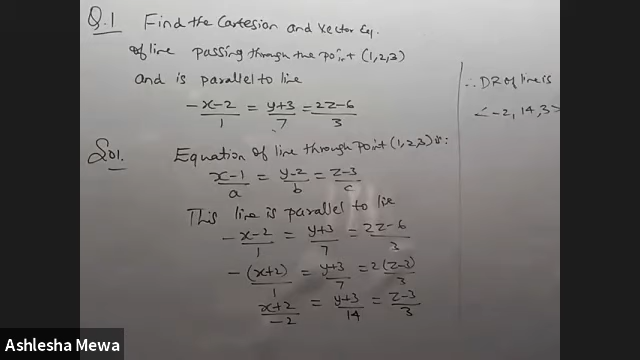 Q.1 Find the Cartesion and Vector Eq.
of line passing through the point (1,2,3)
and is parallel to line
-x-2/1 = y+3/7 = 2z-6/3
Sol. Equation of line through point (1,2,3) is:
x-1/a = y-2/b = z-3/c
This line is parallel to line
-x-2/1 = y+3/7 = 2z-6/3
-(x+2)/1 = y+3/7 = 2(z-3)/3
x+2/-2 = y+3/14 = z-3/3
∴ DR of line is
<-2, 14, 3>
Ashlesha Mewa